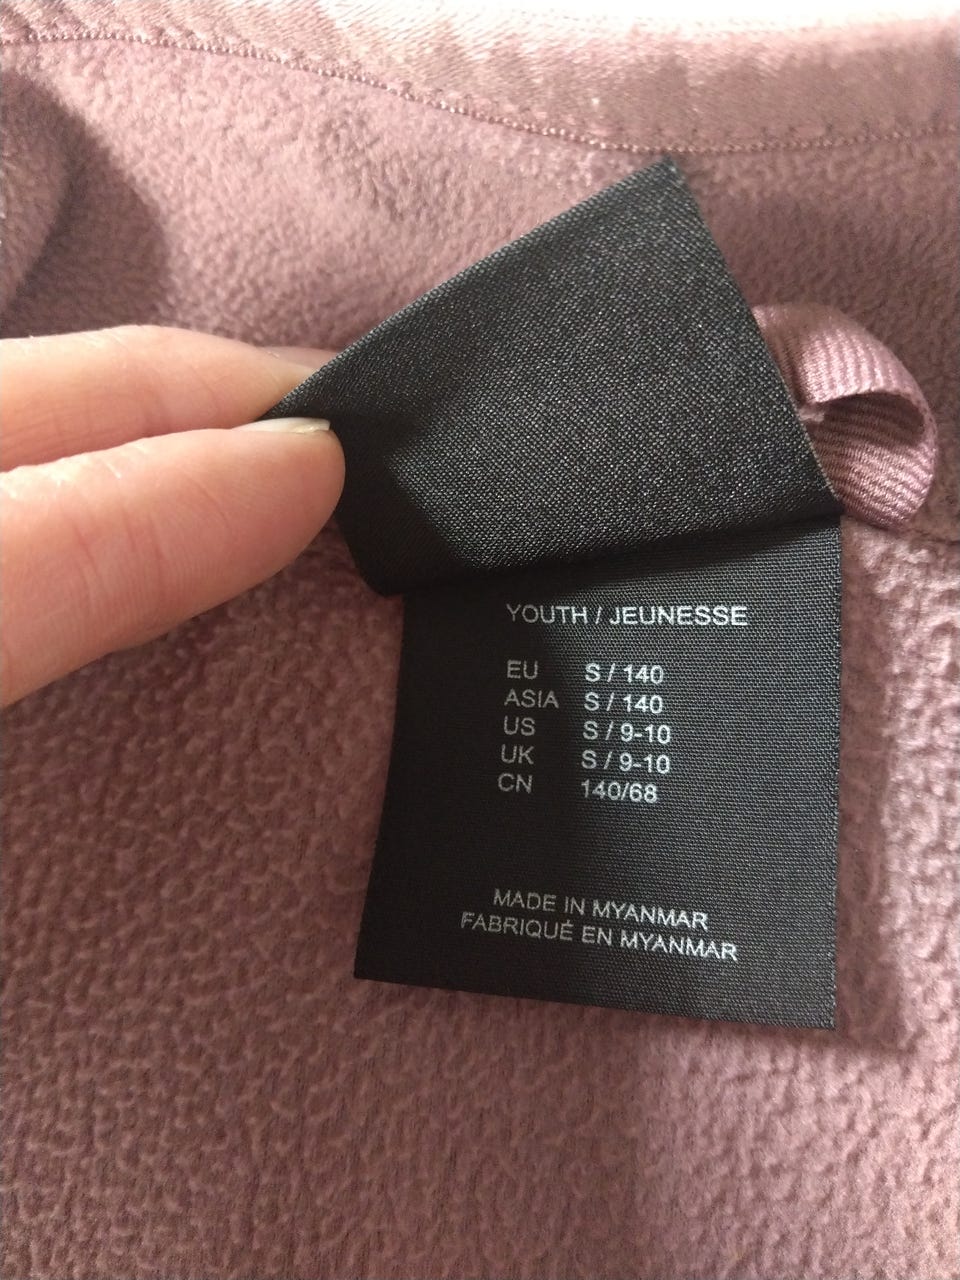 YOUTH / JEUNESSE
EU S / 140
ASIA S / 140
US S / 9-10
UK S / 9-10
CN 140/68
MADE IN MYANMAR
FABRIQUÉ EN MYANMAR